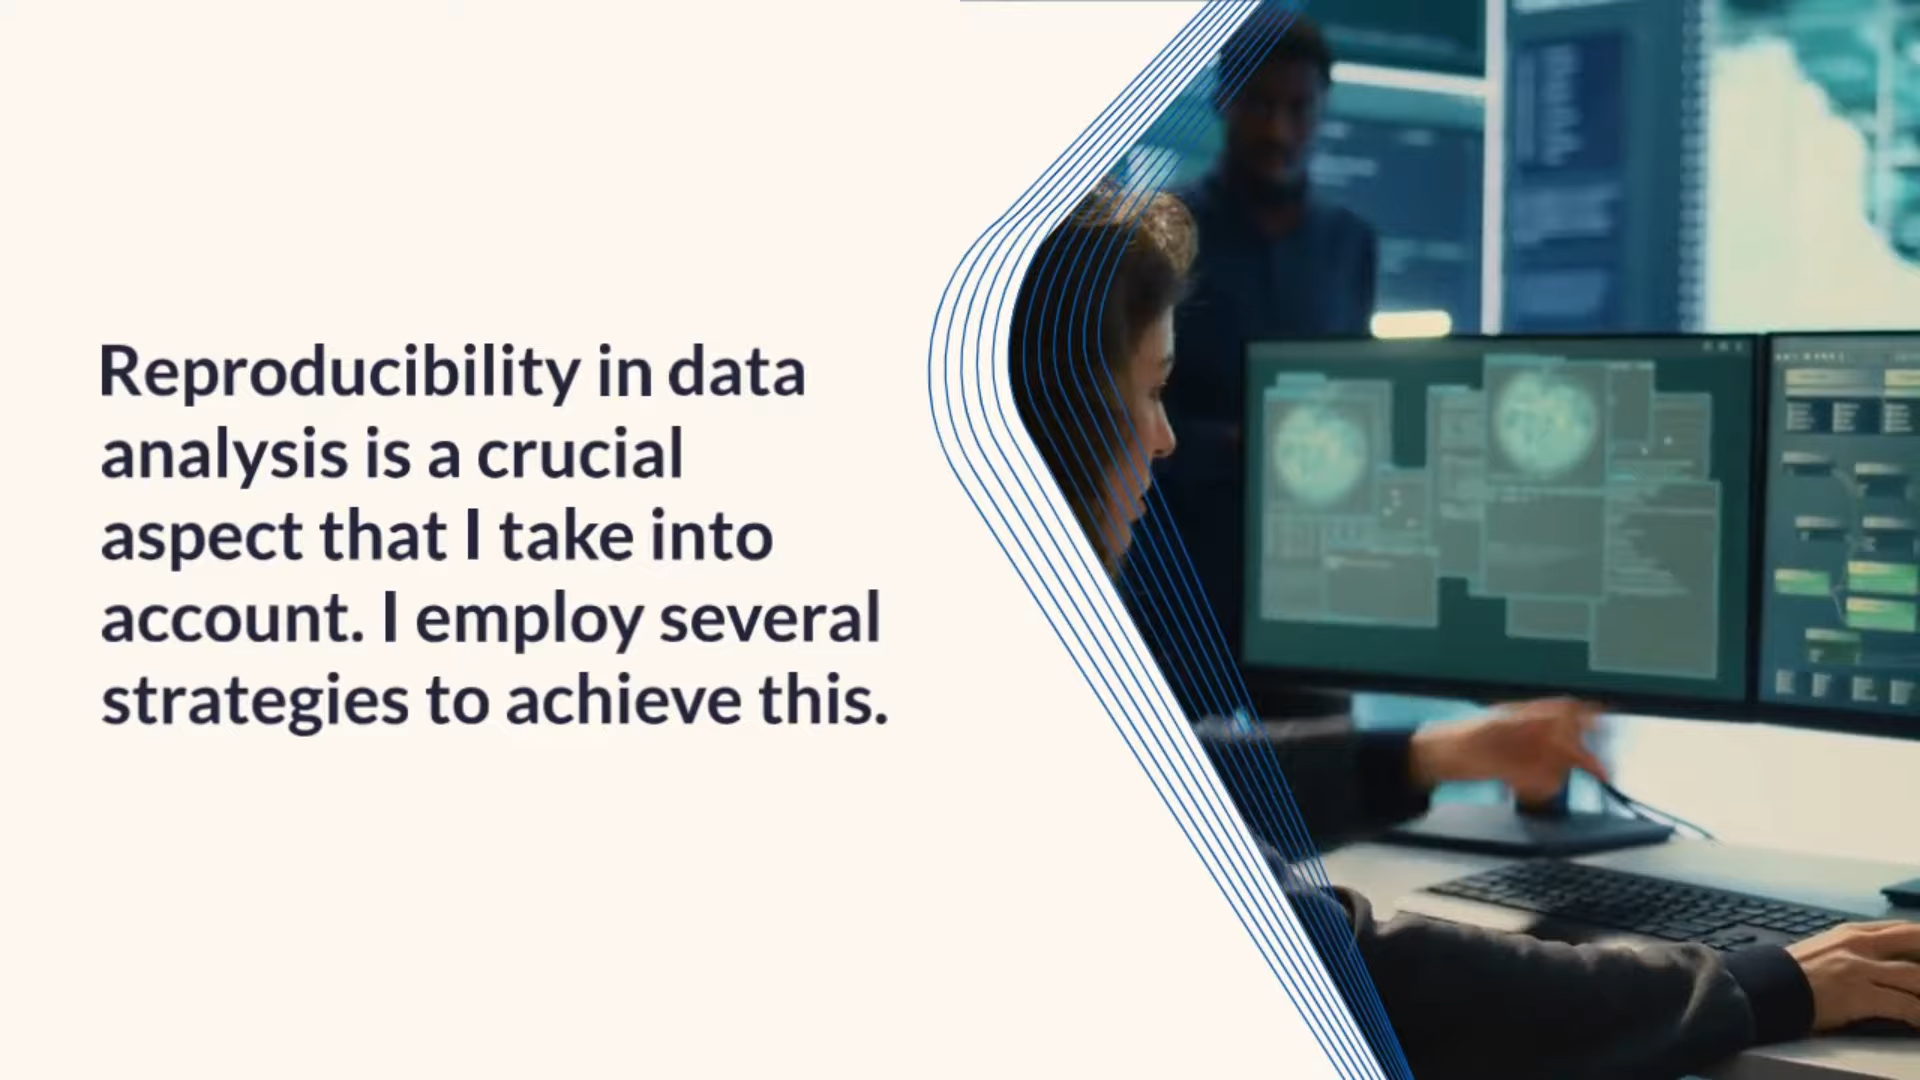 Reproducibility in data
analysis is a crucial
aspect that I take into
account. I employ several
strategies to achieve this.